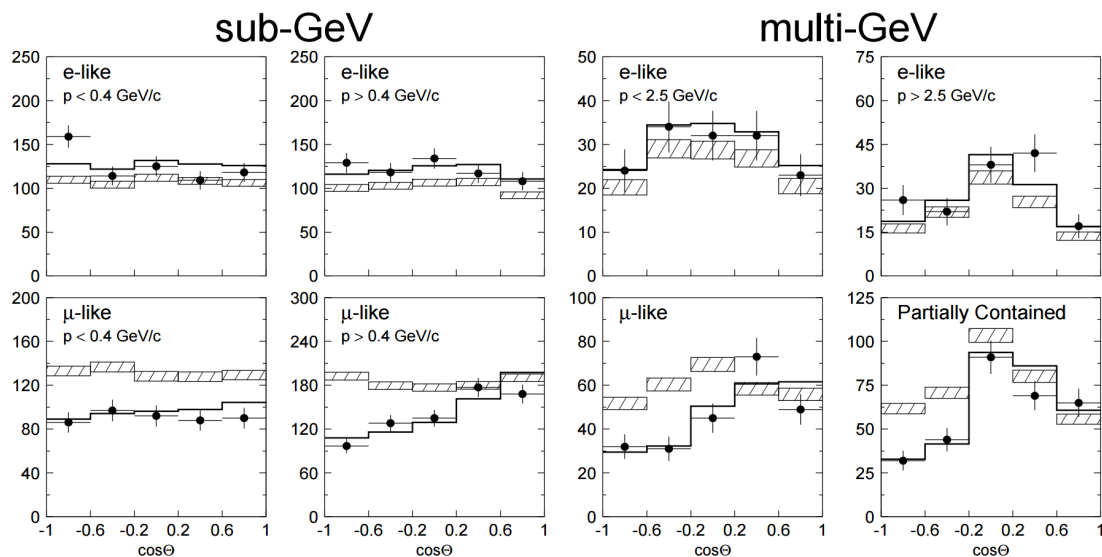 sub-GeV
multi-GeV
e-like
p < 0.4 GeV/c
250
200
150
100
50
0
e-like
p > 0.4 GeV/c
250
200
150
100
50
0
e-like
p < 2.5 GeV/c
50
40
30
20
10
0
e-like
p > 2.5 GeV/c
75
60
45
30
15
0
μ-like
p < 0.4 GeV/c
200
160
120
80
40
0
-1 -0.6 -0.2 0.2 0.6 1
cosΘ
μ-like
p > 0.4 GeV/c
300
240
180
120
60
0
-1 -0.6 -0.2 0.2 0.6 1
cosΘ
μ-like
100
80
60
40
20
0
-1 -0.6 -0.2 0.2 0.6 1
cosΘ
Partially Contained
125
100
75
50
25
0
-1 -0.6 -0.2 0.2 0.6 1
cosΘ